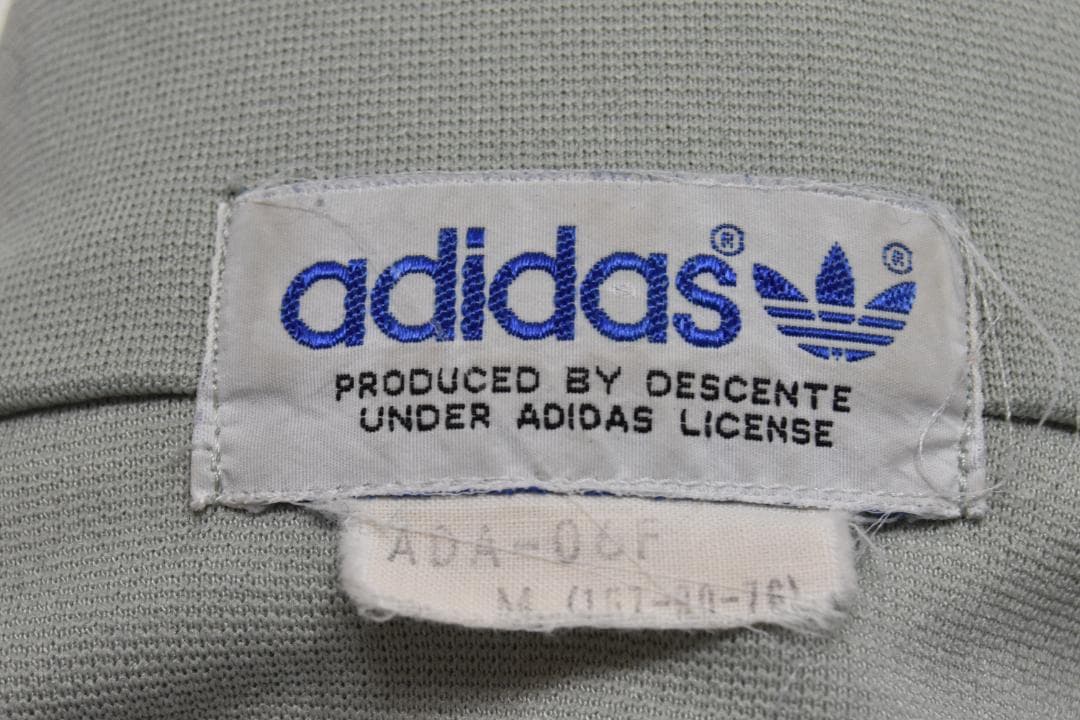 adidas®®
PRODUCED BY DESCENTE
UNDER ADIDAS LICENSE
M